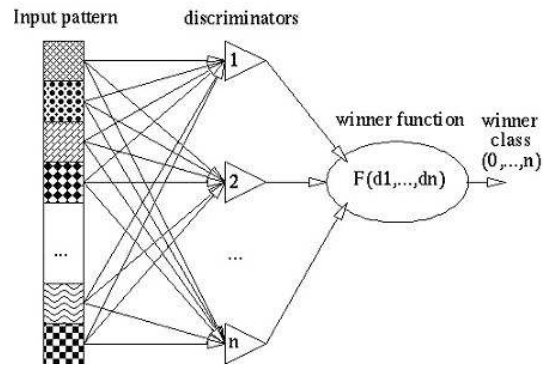 Input pattern
discriminators
1
winner function
winner
class
(0,...,n)
2
F(d1,...,dn)
...
...
n